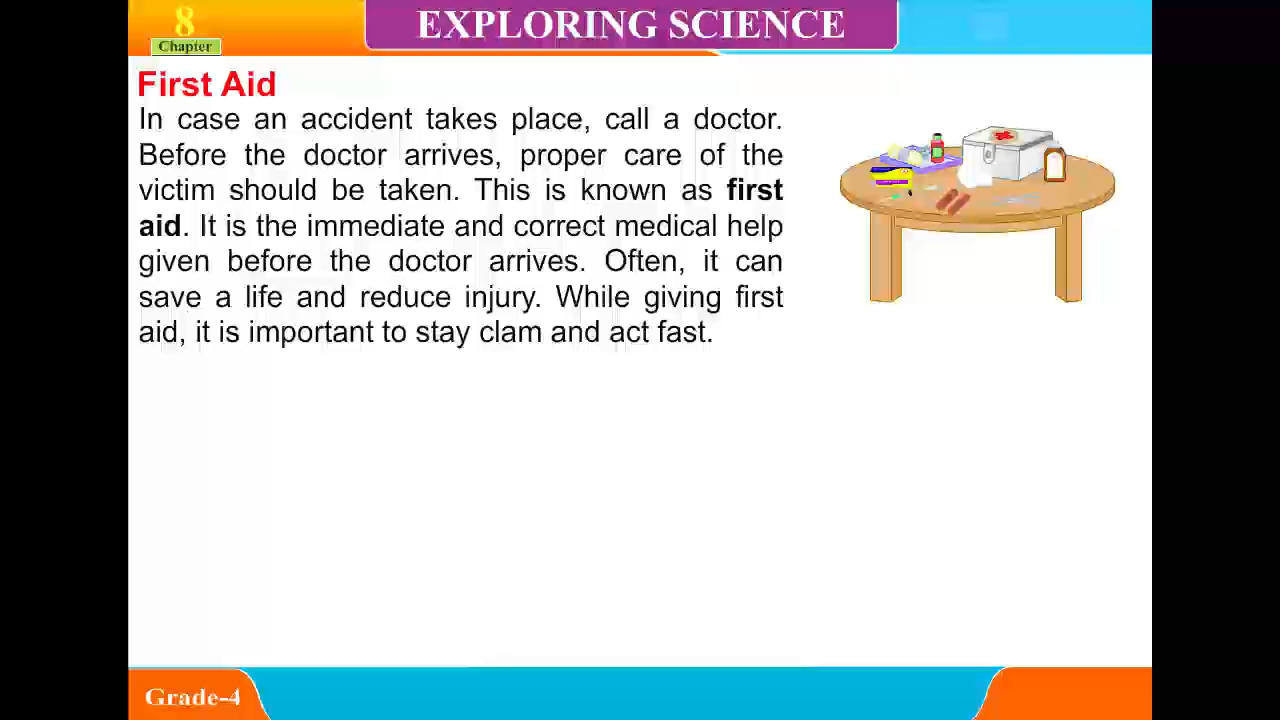 8
Chapter
EXPLORING SCIENCE
First Aid
In case an accident takes place, call a doctor.
Before the doctor arrives, proper care of the
victim should be taken. This is known as first
aid. It is the immediate and correct medical help
given before the doctor arrives. Often, it can
save a life and reduce injury. While giving first
aid, it is important to stay clam and act fast.
Grade-4